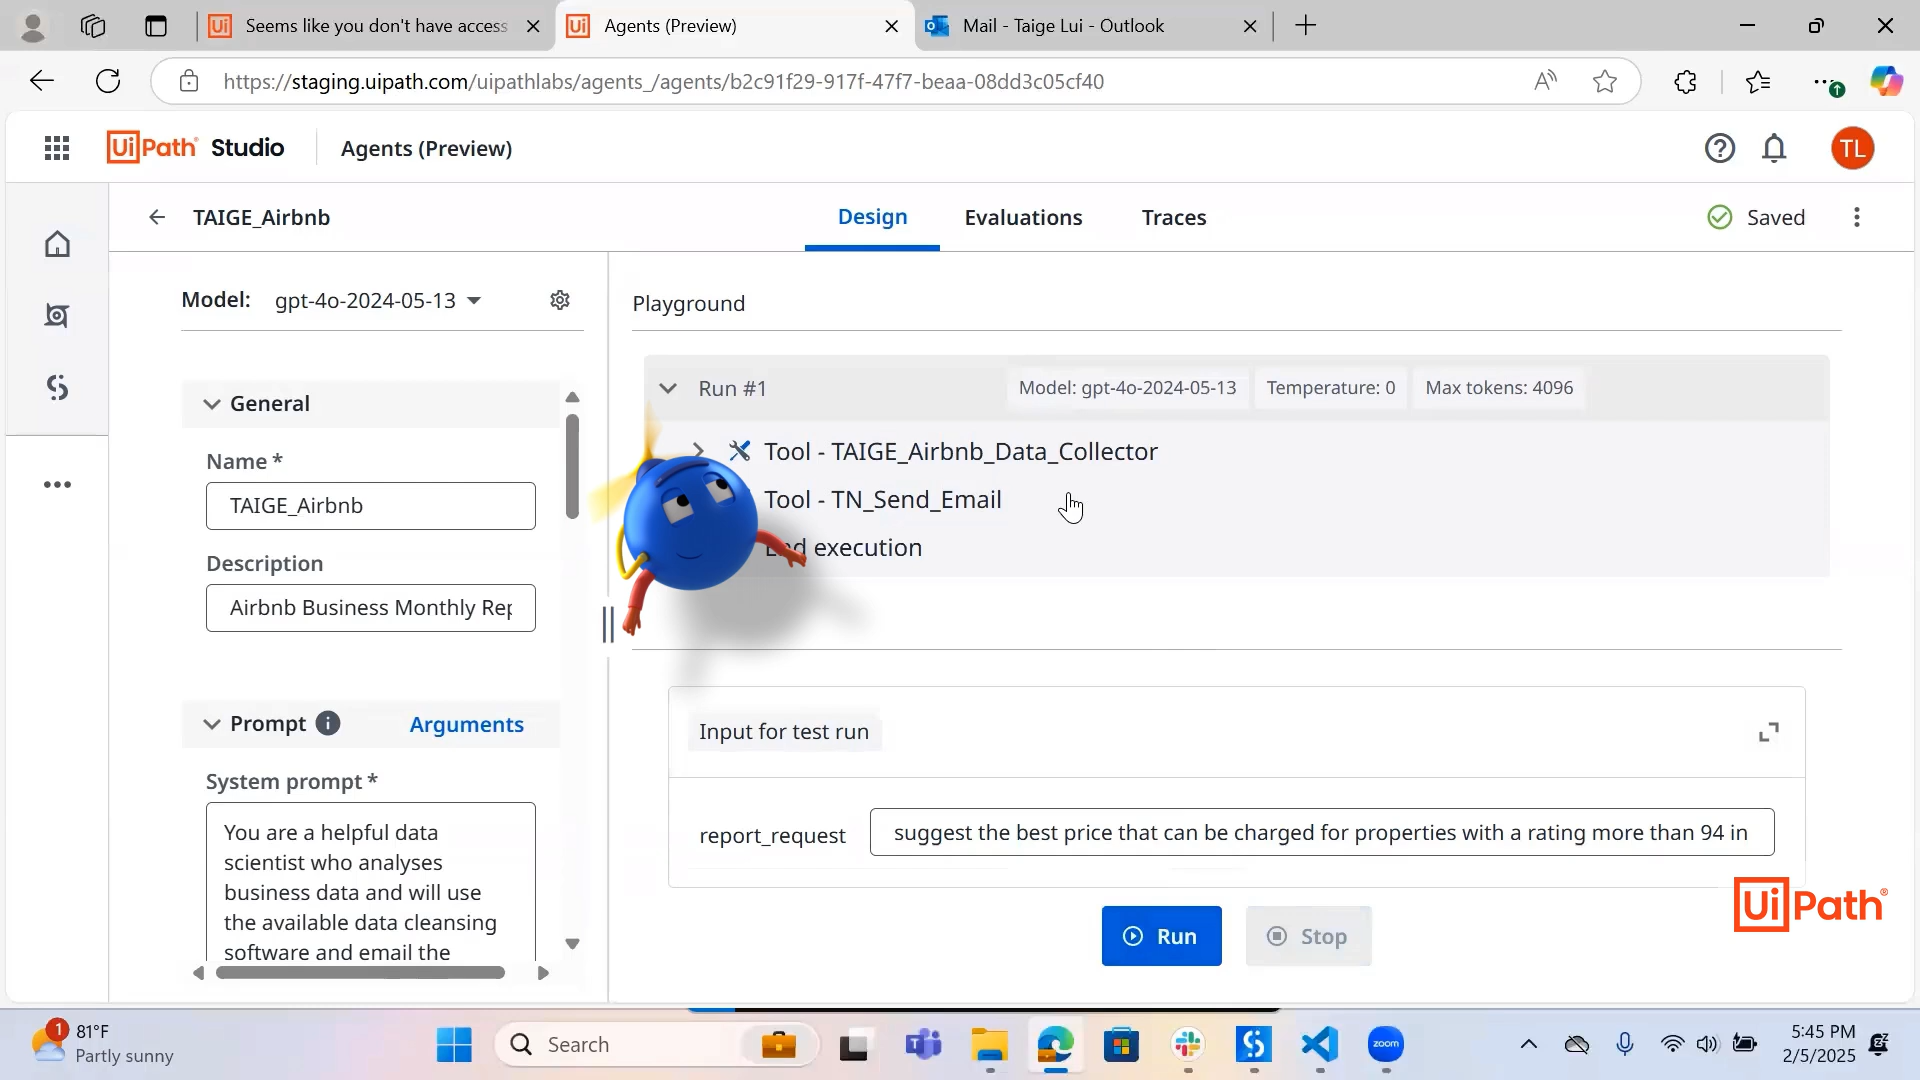 Seems like you don't have access
Agents (Preview)
Mail - Taige Lui - Outlook
https://staging.uipath.com/uipathlabs/agents_/agents/b2c91f29-917f-47f7-beaa-08dd3c05cf40
UiPath Studio
Agents (Preview)
TL
TAIGE_Airbnb
Design
Evaluations
Traces
Saved
Model: gpt-4o-2024-05-13
General
Name *
TAIGE_Airbnb
Description
Airbnb Business Monthly Rep
Prompt
Arguments
System prompt *
You are a helpful data
scientist who analyses
business data and will use
the available data cleansing
software and email the
Playground
Run #1
Model: gpt-4o-2024-05-13
Temperature: 0
Max tokens: 4096
Tool - TAIGE_Airbnb_Data_Collector
Tool - TN_Send_Email
End execution
Input for test run
report_request
suggest the best price that can be charged for properties with a rating more than 94 in
Run
Stop
UiPath
1
81°F
Partly sunny
Search
zoom
5:45 PM
2/5/2025